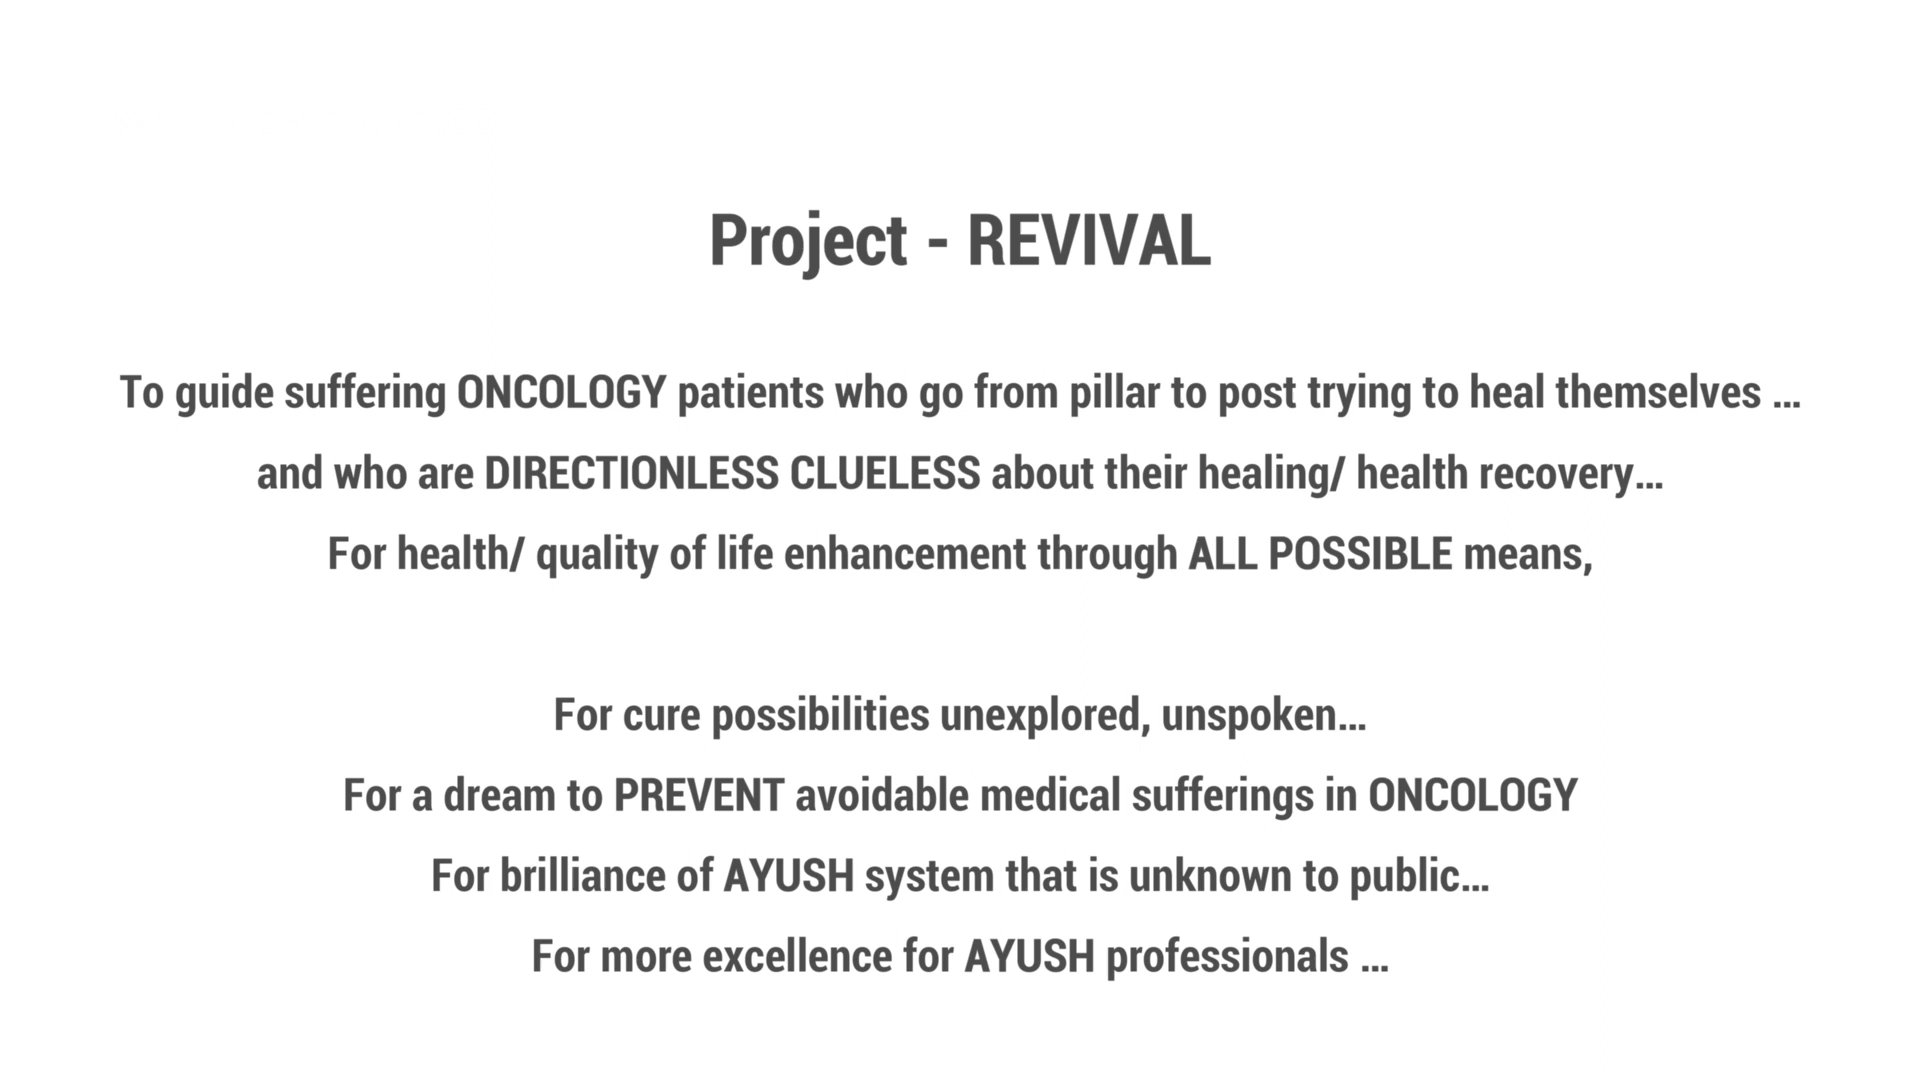 Project - REVIVAL
To guide suffering ONCOLOGY patients who go from pillar to post trying to heal themselves ...
and who are DIRECTIONLESS CLUELESS about their healing/ health recovery...
For health/ quality of life enhancement through ALL POSSIBLE means,
For cure possibilities unexplored, unspoken...
For a dream to PREVENT avoidable medical sufferings in ONCOLOGY
For brilliance of AYUSH system that is unknown to public...
For more excellence for AYUSH professionals ...